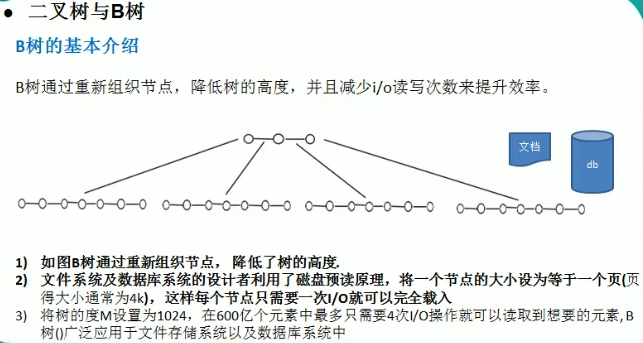 • 二叉树与B树
B树的基本介绍
B树通过重新组织节点，降低树的高度，并且减少i/o读写次数来提升效率。
文档
db
1) 如图B树通过重新组织节点， 降低了树的高度.
2) 文件系统及数据库系统的设计者利用了磁盘预读原理，将一个节点的大小设为等于一个页(页
得大小通常为4k)，这样每个节点只需要一次I/O就可以完全载入
3) 将树的度M设置为1024，在600亿个元素中最多只需要4次I/O操作就可以读取到想要的元素, B
树()广泛应用于文件存储系统以及数据库系统中